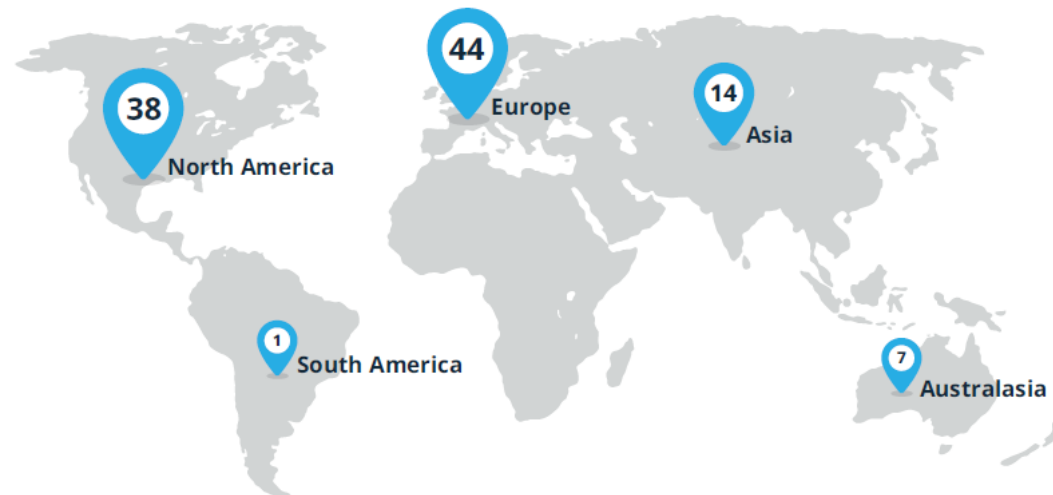 44
Europe
14
Asia
38
North America
1
South America
7
Australasia